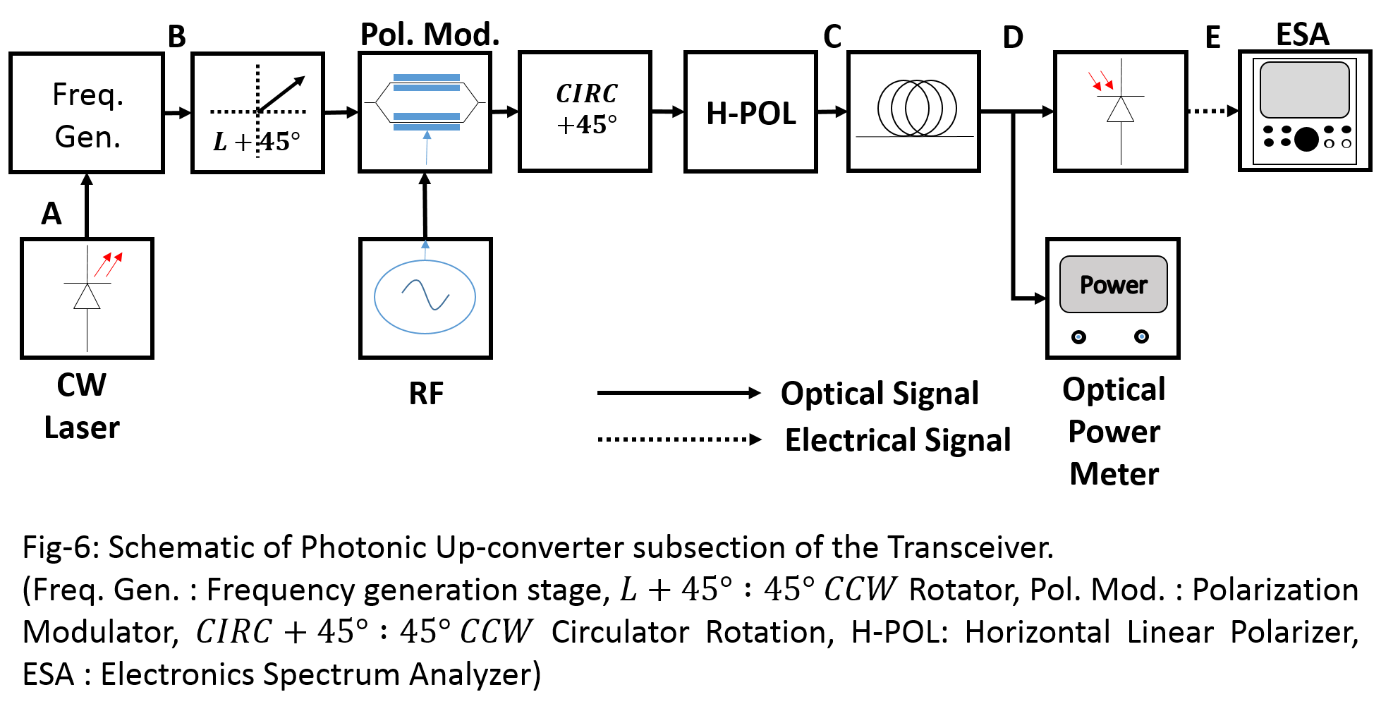 B
Pol. Mod.
C
D
E
ESA
Freq.
Gen.
L + 45°
CIRC
+45°
H-POL
A
Power
CW
Laser
RF
Optical Signal
Electrical Signal
Optical
Power
Meter
Fig-6: Schematic of Photonic Up-converter subsection of the Transceiver.
(Freq. Gen. : Frequency generation stage, L + 45° : 45° CCW Rotator, Pol. Mod. : Polarization
Modulator, CIRC + 45° : 45° CCW Circulator Rotation, H-POL: Horizontal Linear Polarizer,
ESA : Electronics Spectrum Analyzer)